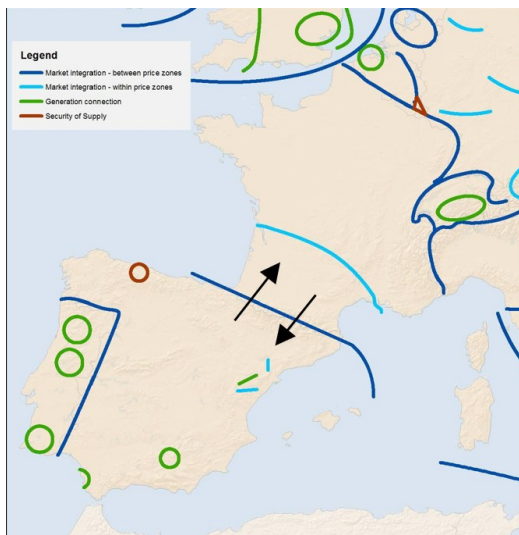 Legend
Market integration - between price zones
Market integration - within price zones
Generation connection
Security of Supply